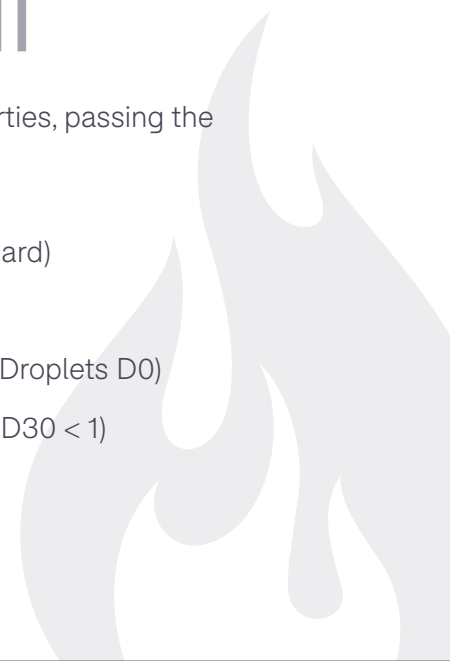 rties, passing the
ard)
Droplets D0)
D30 < 1)